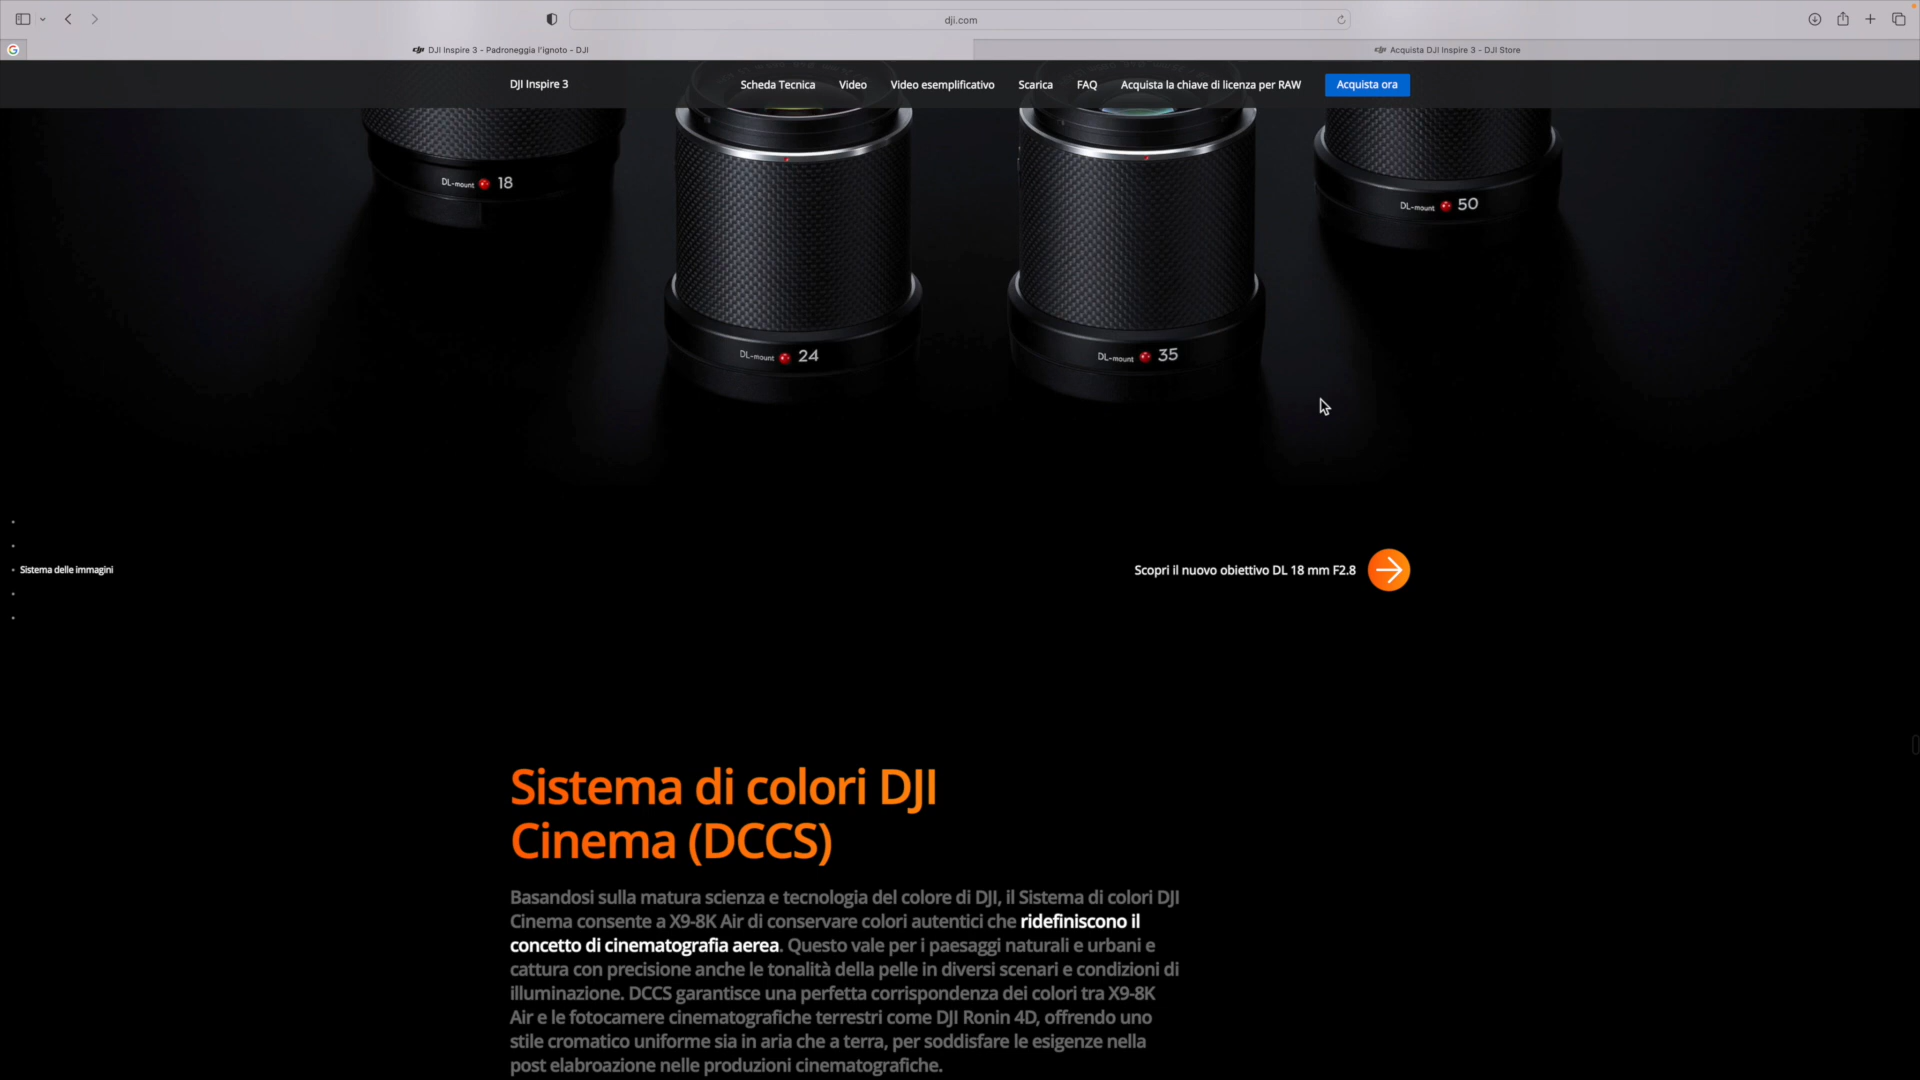 dji.com
DJI Inspire 3 - Padroneggia l'ignoto - DJI
Acquista DJI Inspire 3 - DJI Store
DJI Inspire 3
Scheda Tecnica
Video
Video esemplificativo
Scarica
FAQ
Acquista la chiave di licenza per RAW
Acquista ora
DL-mount 18
DL-mount 50
DL-mount 24
DL-mount 35
Sistema delle immagini
Scopri il nuovo obiettivo DL 18 mm F2.8
Sistema di colori DJI
Cinema (DCCS)
Basandosi sulla matura scienza e tecnologia del colore di DJI, il Sistema di colori DJI
Cinema consente a X9-8K Air di conservare colori autentici che ridefiniscono il
concetto di cinematografia aerea. Questo vale per i paesaggi naturali e urbani e
cattura con precisione anche le tonalità della pelle in diversi scenari e condizioni di
illuminazione. DCCS garantisce una perfetta corrispondenza dei colori tra X9-8K
Air e le fotocamere cinematografiche terrestri come DJI Ronin 4D, offrendo uno
stile cromatico uniforme sia in aria che a terra, per soddisfare le esigenze nella
post elabroazione nelle produzioni cinematografiche.